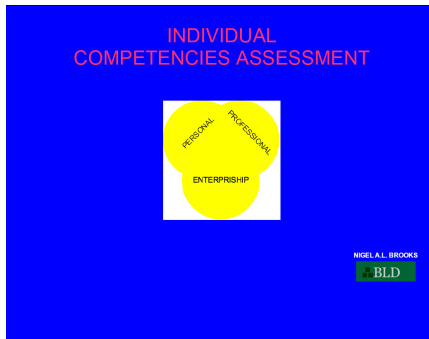 INDIVIDUAL
COMPETENCIES ASSESSMENT
PERSONAL
PROFESSIONAL
ENTERPRISHIP
NIGEL A.L. BROOKS
BLD